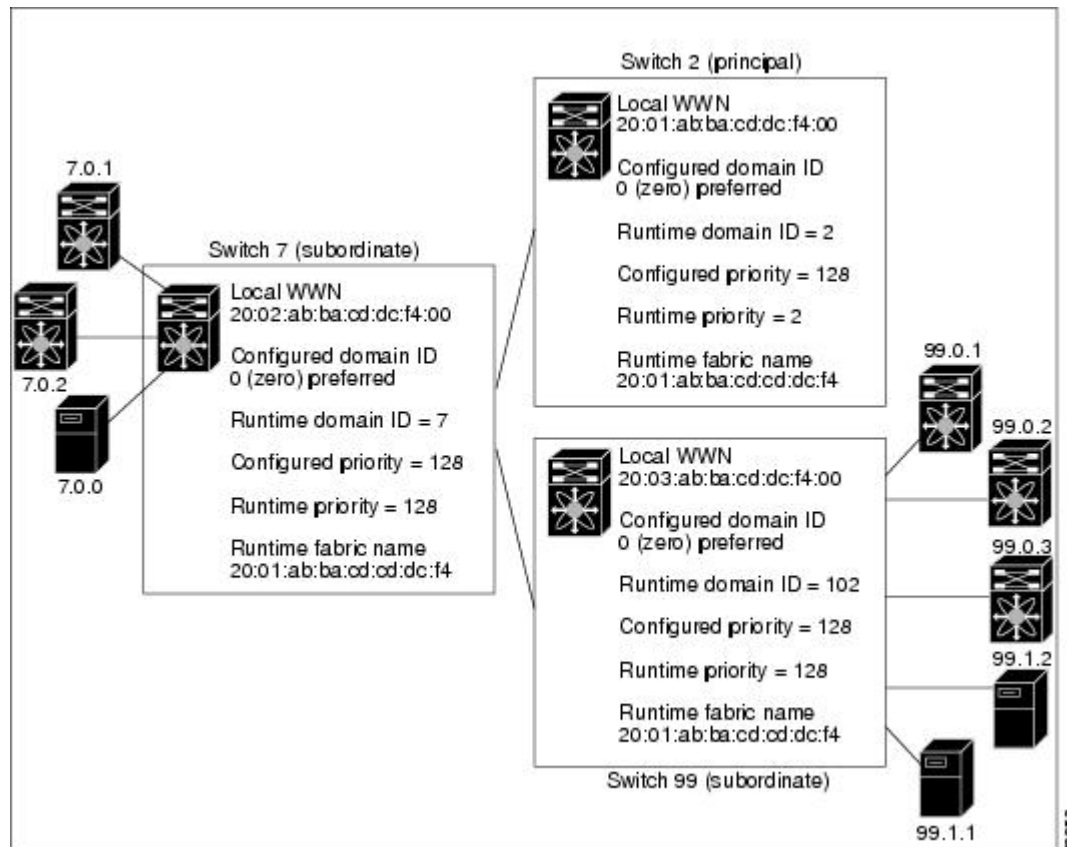 Switch 2 (principal)
Local WWN
20:01:ab:ba:cd:dc:f4:00
Configured domain ID
0 (zero) preferred
Runtime domain ID = 2
Configured priority = 128
Runtime priority = 2
Runtime fabric name
20:01:ab:ba:cd:cd:dc:f4
7.0.1
7.0.2
7.0.0
Switch 7 (subordinate)
Local WWN
20:02:ab:ba:cd:dc:f4:00
Configured domain ID
0 (zero) preferred
Runtime domain ID = 7
Configured priority = 128
Runtime priority = 128
Runtime fabric name
20:01:ab:ba:cd:cd:dc:f4
Local WWN
20:03:ab:ba:cd:dc:f4:00
Configured domain ID
0 (zero) preferred
Runtime domain ID = 102
Configured priority = 128
Runtime priority = 128
Runtime fabric name
20:01:ab:ba:cd:cd:dc:f4
Switch 99 (subordinate)
99.0.1
99.0.2
99.0.3
99.1.2
99.1.1